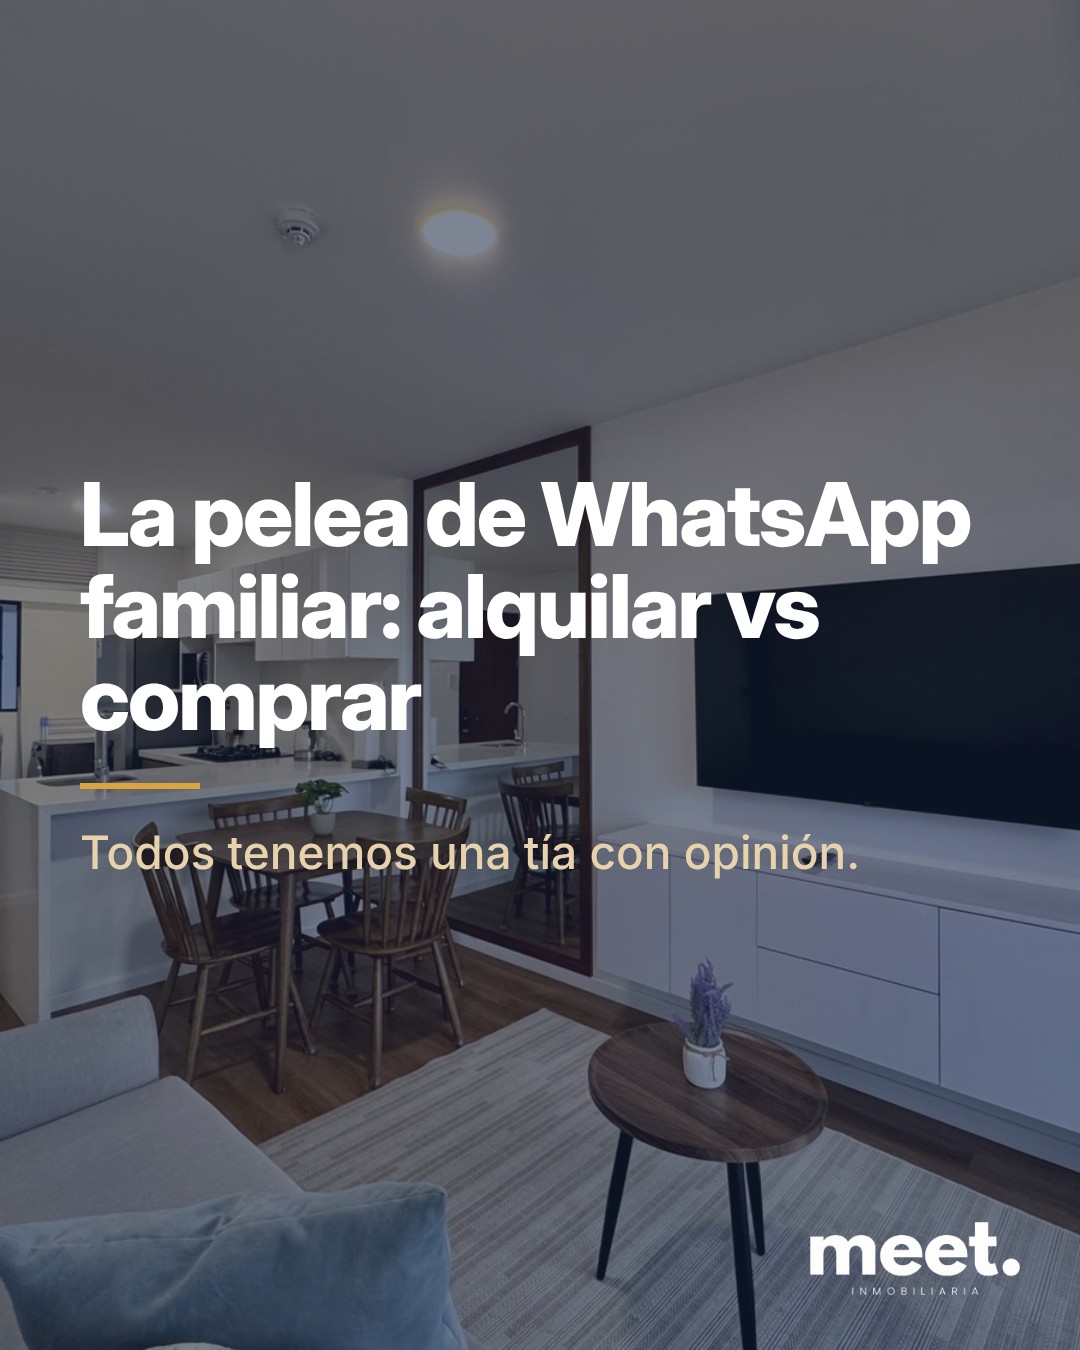 La pelea de WhatsApp
familiar: alquilar vs
comprar
Todos tenemos una tía con opinión.
meet.
INMOBILIARIA